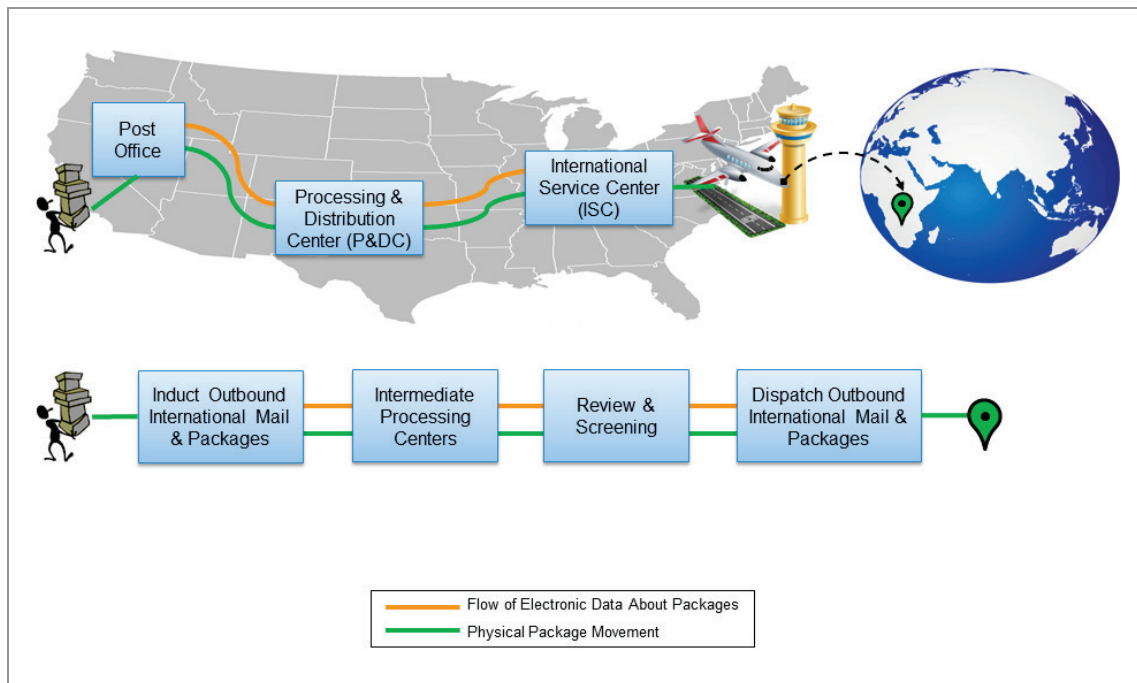 Post
Office
Processing &
Distribution
Center (P&DC)
International
Service Center
(ISC)
Induct Outbound
International Mail
& Packages
Intermediate
Processing
Centers
Review &
Screening
Dispatch Outbound
International Mail &
Packages
Flow of Electronic Data About Packages
Physical Package Movement